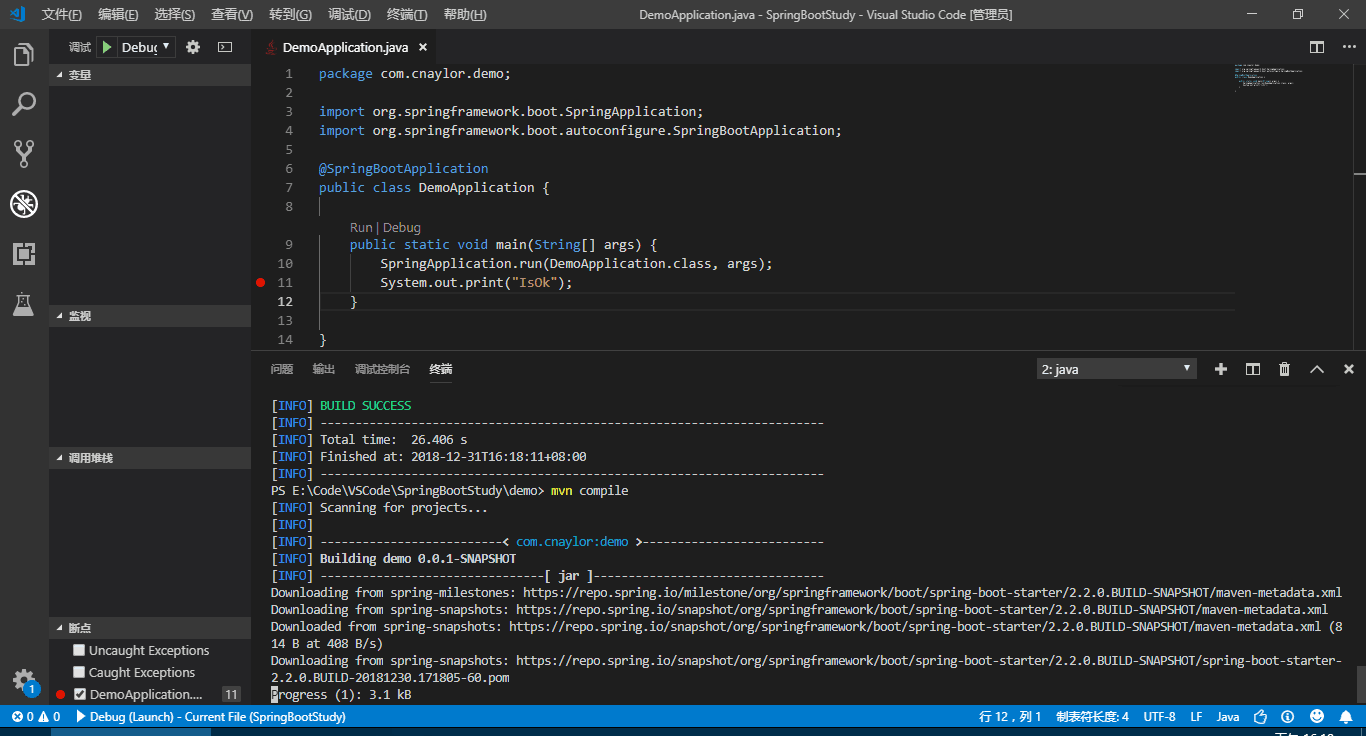 文件(F) 编辑(E) 选择(S) 查看(V) 转到(G) 调试(D) 终端(T) 帮助(H) DemoApplication.java - SpringBootStudy - Visual Studio Code [管理员]
调试 Debug
DemoApplication.java
变量
监视
调用堆栈
断点
Uncaught Exceptions
Caught Exceptions
DemoApplication.... 11
1 package com.cnaylor.demo;
2
3 import org.springframework.boot.SpringApplication;
4 import org.springframework.boot.autoconfigure.SpringBootApplication;
5
6 @SpringBootApplication
7 public class DemoApplication {
8
Run | Debug
9 public static void main(String[] args) {
10 SpringApplication.run(DemoApplication.class, args);
11 System.out.print("IsOk");
12 }
13
14 }
问题 输出 调试控制台 终端 2: java
[INFO] BUILD SUCCESS
[INFO] ------------------------------------------------------------------------
[INFO] Total time:  26.406 s
[INFO] Finished at: 2018-12-31T16:18:11+08:00
[INFO] ------------------------------------------------------------------------
PS E:\Code\VSCode\SpringBootStudy\demo> mvn compile
[INFO] Scanning for projects...
[INFO]
[INFO] --------------------------< com.cnaylor:demo >--------------------------
[INFO] Building demo 0.0.1-SNAPSHOT
[INFO] --------------------------------[ jar ]---------------------------------
Downloading from spring-milestones: https://repo.spring.io/milestone/org/springframework/boot/spring-boot-starter/2.2.0.BUILD-SNAPSHOT/maven-metadata.xml
Downloading from spring-snapshots: https://repo.spring.io/snapshot/org/springframework/boot/spring-boot-starter/2.2.0.BUILD-SNAPSHOT/maven-metadata.xml
Downloaded from spring-snapshots: https://repo.spring.io/snapshot/org/springframework/boot/spring-boot-starter/2.2.0.BUILD-SNAPSHOT/maven-metadata.xml (8
14 B at 408 B/s)
Downloading from spring-snapshots: https://repo.spring.io/snapshot/org/springframework/boot/spring-boot-starter/2.2.0.BUILD-SNAPSHOT/spring-boot-starter-
2.2.0.BUILD-20181230.171805-60.pom
Progress (1): 3.1 kB
1
0 0 Debug (Launch) - Current File (SpringBootStudy) 行 12，列 1 制表符长度: 4 UTF-8 LF Java